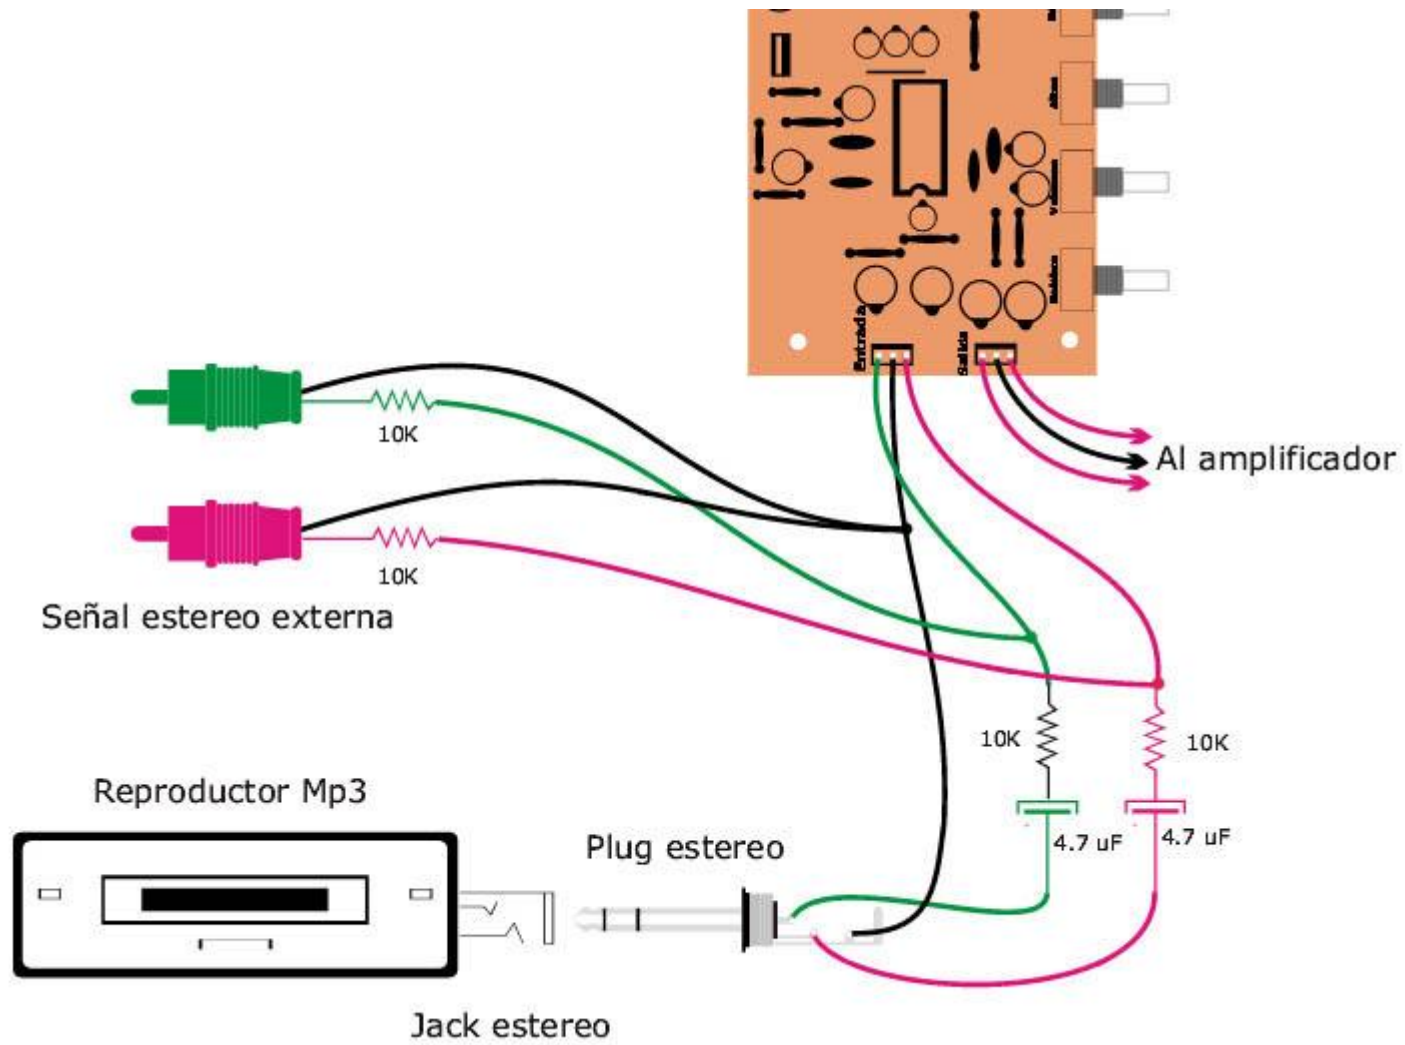 Altos
Entrada
Salida
Al amplificador
10K
10K
Señal estereo externa
10K
10K
Reproductor Mp3
4.7 uF
4.7 uF
Plug estereo
Jack estereo